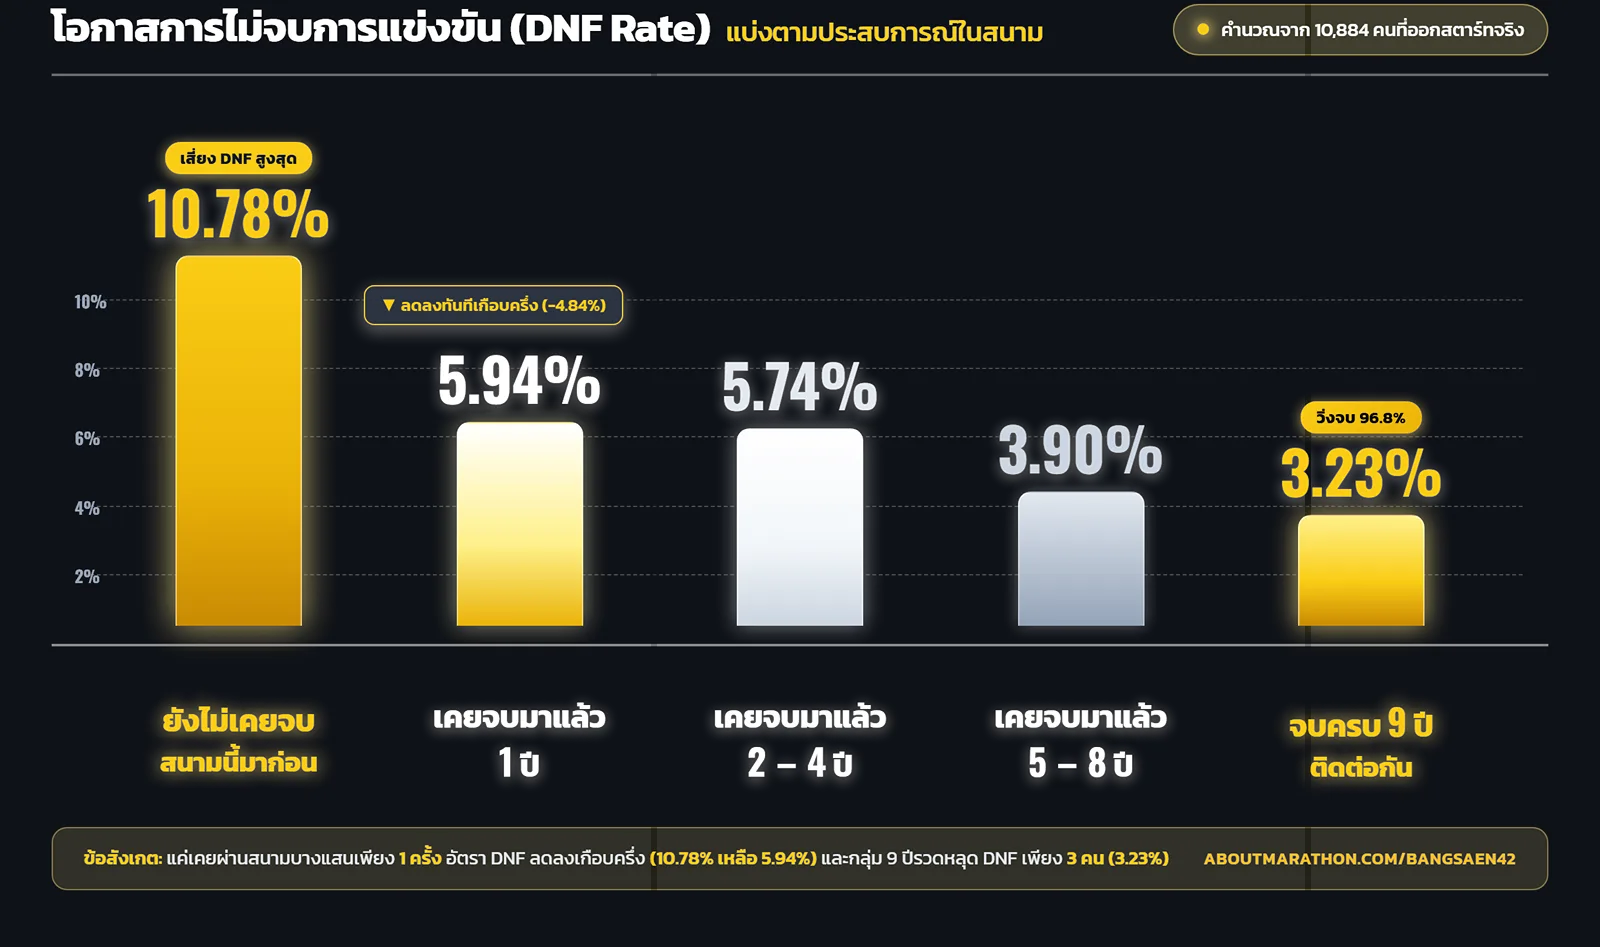 โอกาสการไม่จบการแข่งขัน (DNF Rate) แบ่งตามประสบการณ์ในสนาม
คำนวณจาก 10,884 คนที่ออกสตาร์ทจริง
เสี่ยง DNF สูงสุด
10.78%
▼ ลดลงทันทีเกือบครึ่ง (-4.84%)
5.94%
5.74%
3.90%
วิ่งจบ 96.8%
3.23%
10%
8%
6%
4%
2%
ยังไม่เคยจบ
สนามนี้มาก่อน
เคยจบมาแล้ว
1 ปี
เคยจบมาแล้ว
2 – 4 ปี
เคยจบมาแล้ว
5 – 8 ปี
จบครบ 9 ปี
ติดต่อกัน
ข้อสังเกต: แค่เคยผ่านสนามบางแสนเพียง 1 ครั้ง อัตรา DNF ลดลงเกือบครึ่ง (10.78% เหลือ 5.94%) และกลุ่ม 9 ปีรวดหลุด DNF เพียง 3 คน (3.23%)
ABOUTMARATHON.COM/BANGSAEN42